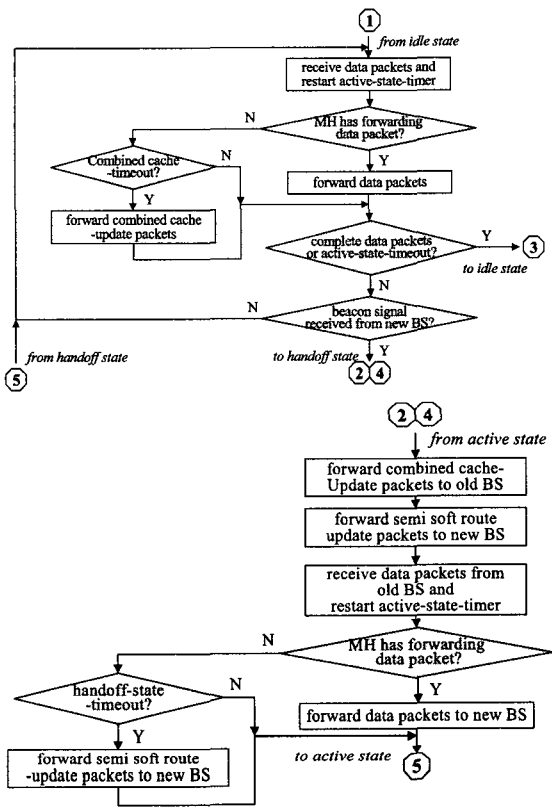 1
from idle state
receive data packets and
restart active-state-timer
N
MH has forwarding
data packet?
Combined cache
-timeout?
N
Y
forward data packets
Y
forward combined cache
-update packets
complete data packets
or active-state-timeout?
Y
3
to idle state
N
N
beacon signal
received from new BS?
from handoff state
to handoff state
Y
5
2 4
2 4
from active state
forward combined cache-
Update packets to old BS
forward semi soft route
update packets to new BS
receive data packets from
old BS and
restart active-state-timer
N
MH has forwarding
data packet?
handoff-state
-timeout?
N
Y
forward data packets to new BS
Y
forward semi soft route
-update packets to new BS
to active state
5